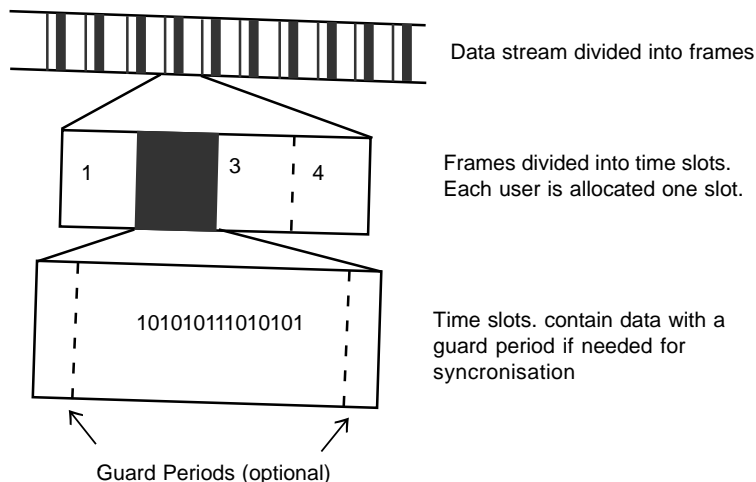 Data stream divided into frames
1
3
4
Frames divided into time slots.
Each user is allocated one slot.
101010111010101
Time slots. contain data with a
guard period if needed for
syncronisation
Guard Periods (optional)